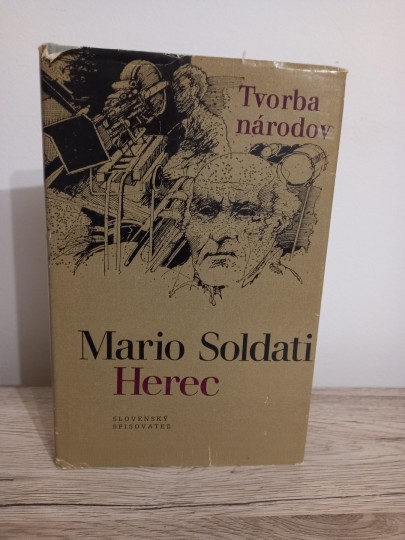 Tvorba
národov
Mario Soldati
Herec
SLOVENSKÝ
SPISOVATEĽ